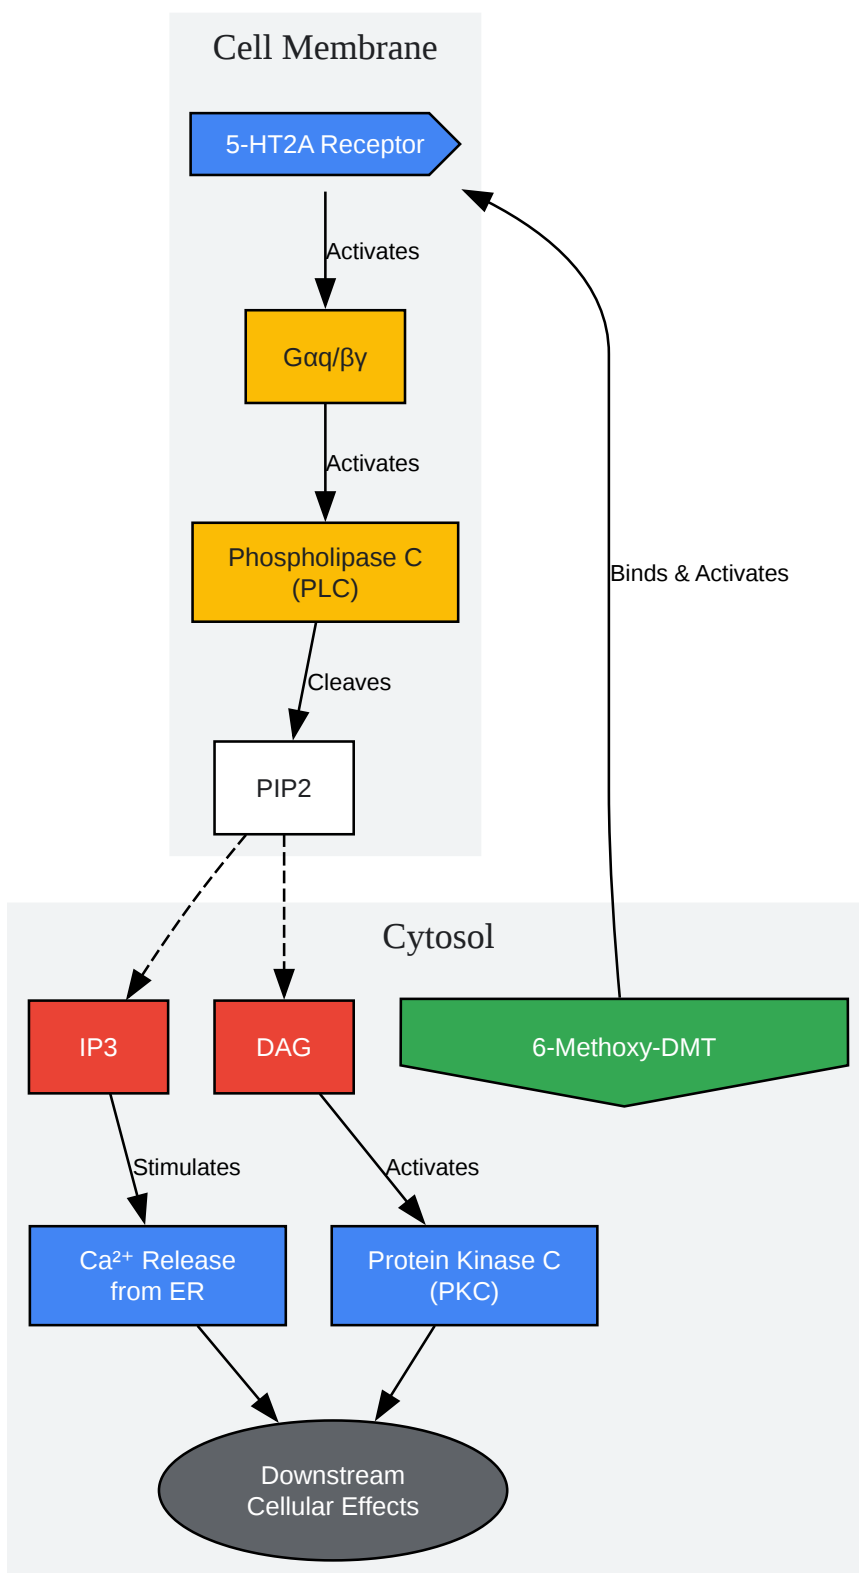 Cell Membrane
5-HT2A Receptor
Activates
Gαq/βγ
Activates
Phospholipase C
(PLC)
Binds & Activates
Cleaves
PIP2
Cytosol
IP3
DAG
6-Methoxy-DMT
Stimulates
Activates
Ca²⁺ Release
from ER
Protein Kinase C
(PKC)
Downstream
Cellular Effects